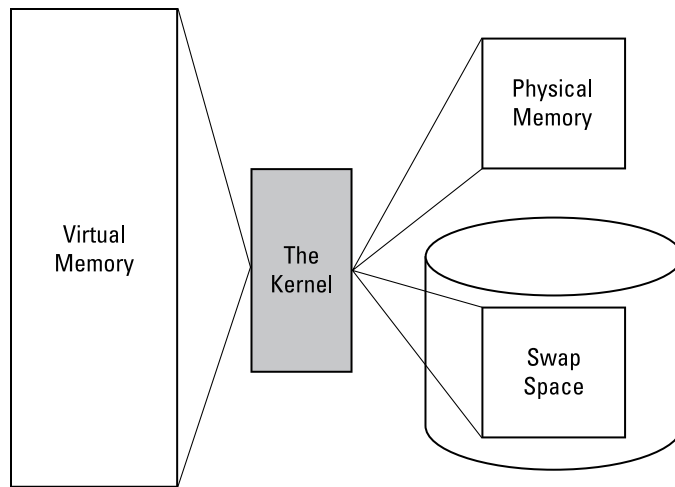 Virtual
Memory
The
Kernel
Physical
Memory
Swap
Space